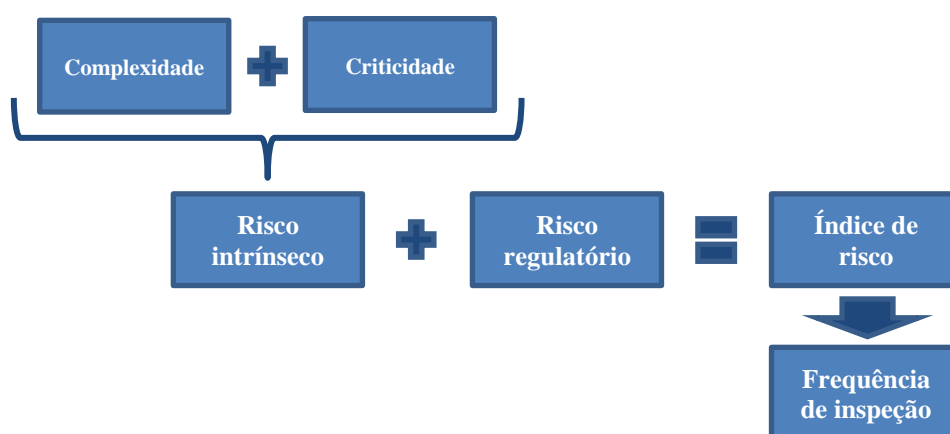 Complexidade
Criticidade
Risco
intrínseco
Risco
regulatório
Índice de
risco
Frequência
de inspeção